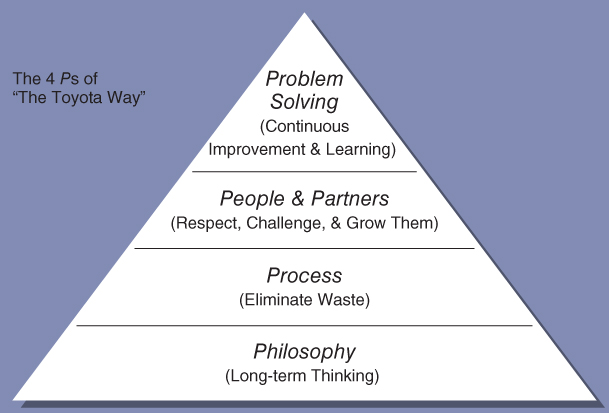 The 4 Ps of
“The Toyota Way”
Problem
Solving
(Continuous
Improvement & Learning)
People & Partners
(Respect, Challenge, & Grow Them)
Process
(Eliminate Waste)
Philosophy
(Long-term Thinking)